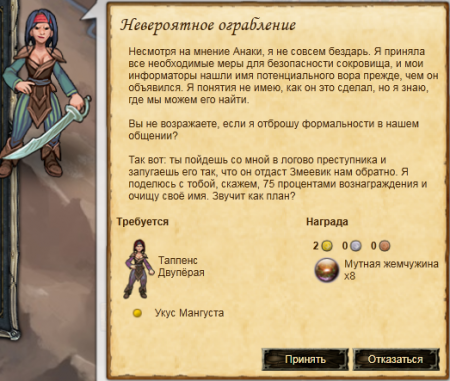 Невероятное ограбление
Несмотря на мнение Анаки, я не совсем бездарь. Я приняла
все необходимые меры для безопасности сокровища, и мои
информаторы нашли имя потенциального вора прежде, чем он
объявился. Я понятия не имею, как он это сделал, но я знаю,
где мы можем его найти.
Вы не возражаете, если я отброшу формальности в нашем
общении?
Так вот: ты пойдешь со мной в логово преступника и
запугаешь его так, что он отдаст Змеевик нам обратно. Я
поделюсь с тобой, скажем, 75 процентами вознаграждения и
очищу своё имя. Звучит как план?
Требуется
Награда
2 0 0
Таппенс
Двупёрая
Мутная жемчужина
x8
Укус Мангуста
Принять
Отказаться